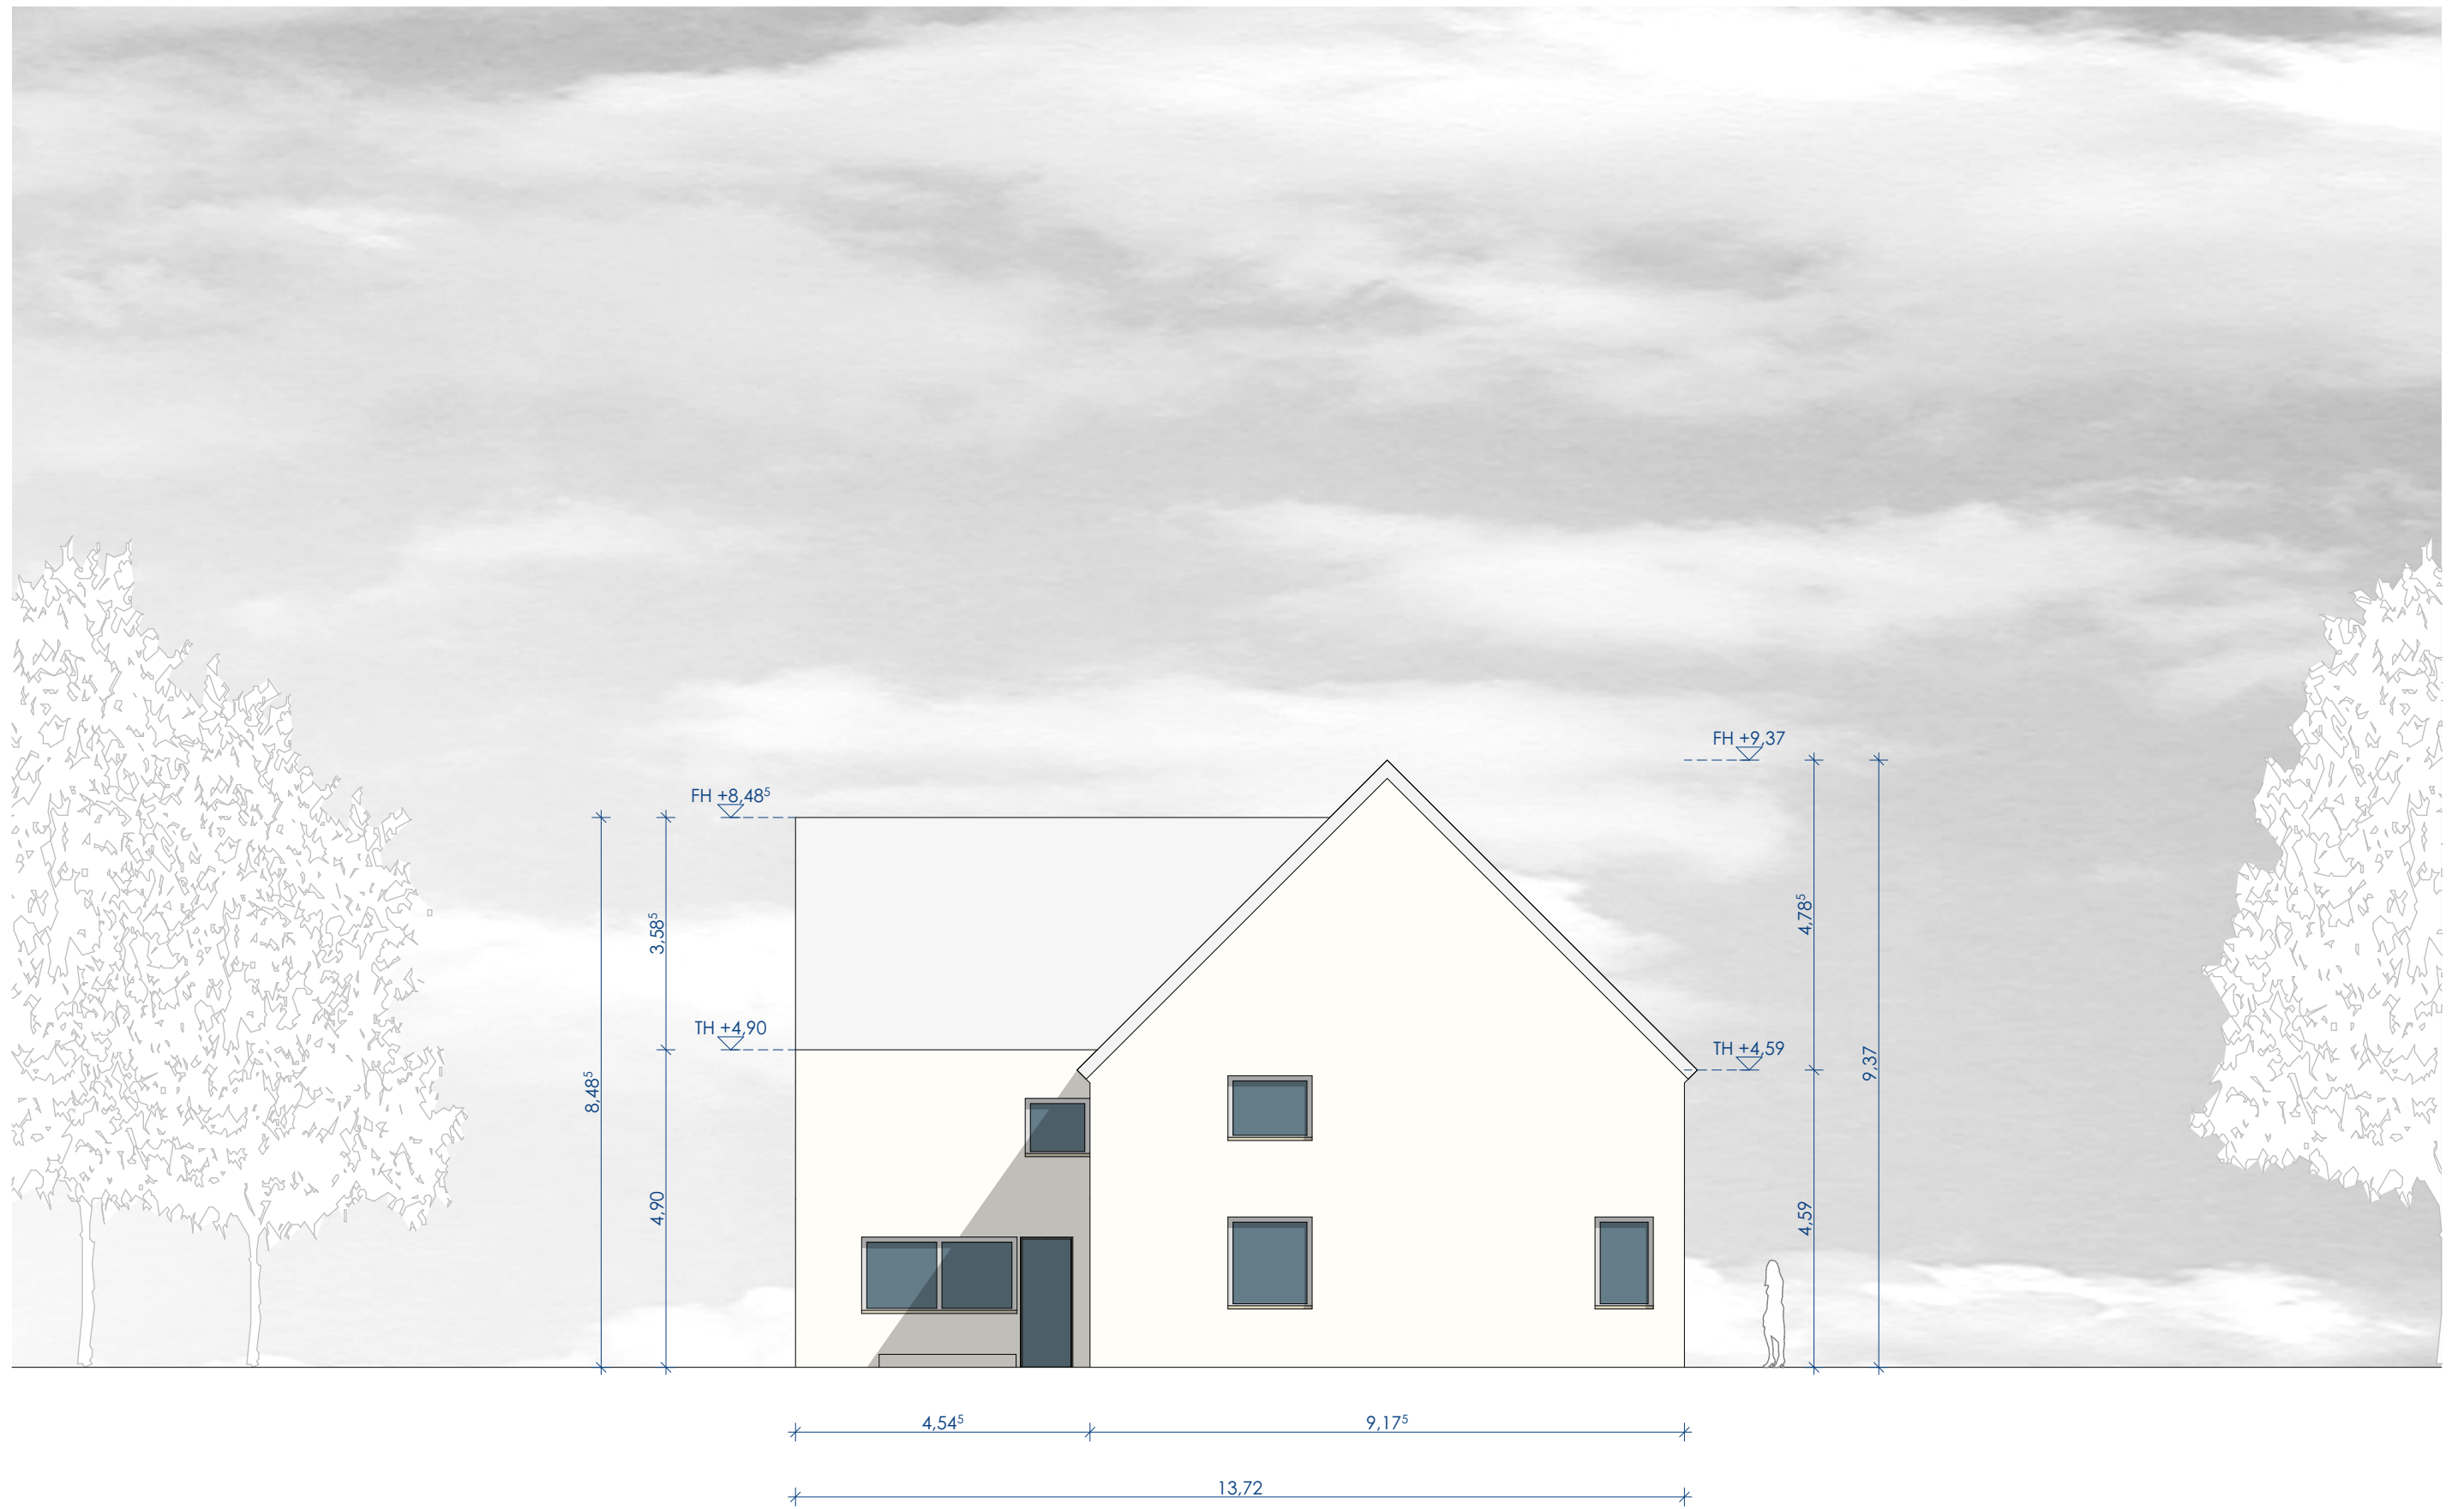 FH +9,37
FH +8,48⁵
4,78⁵
3,58⁵
TH +4,90
TH +4,59
9,37
8,48⁵
4,90
4,59
4,54⁵
9,17⁵
13,72